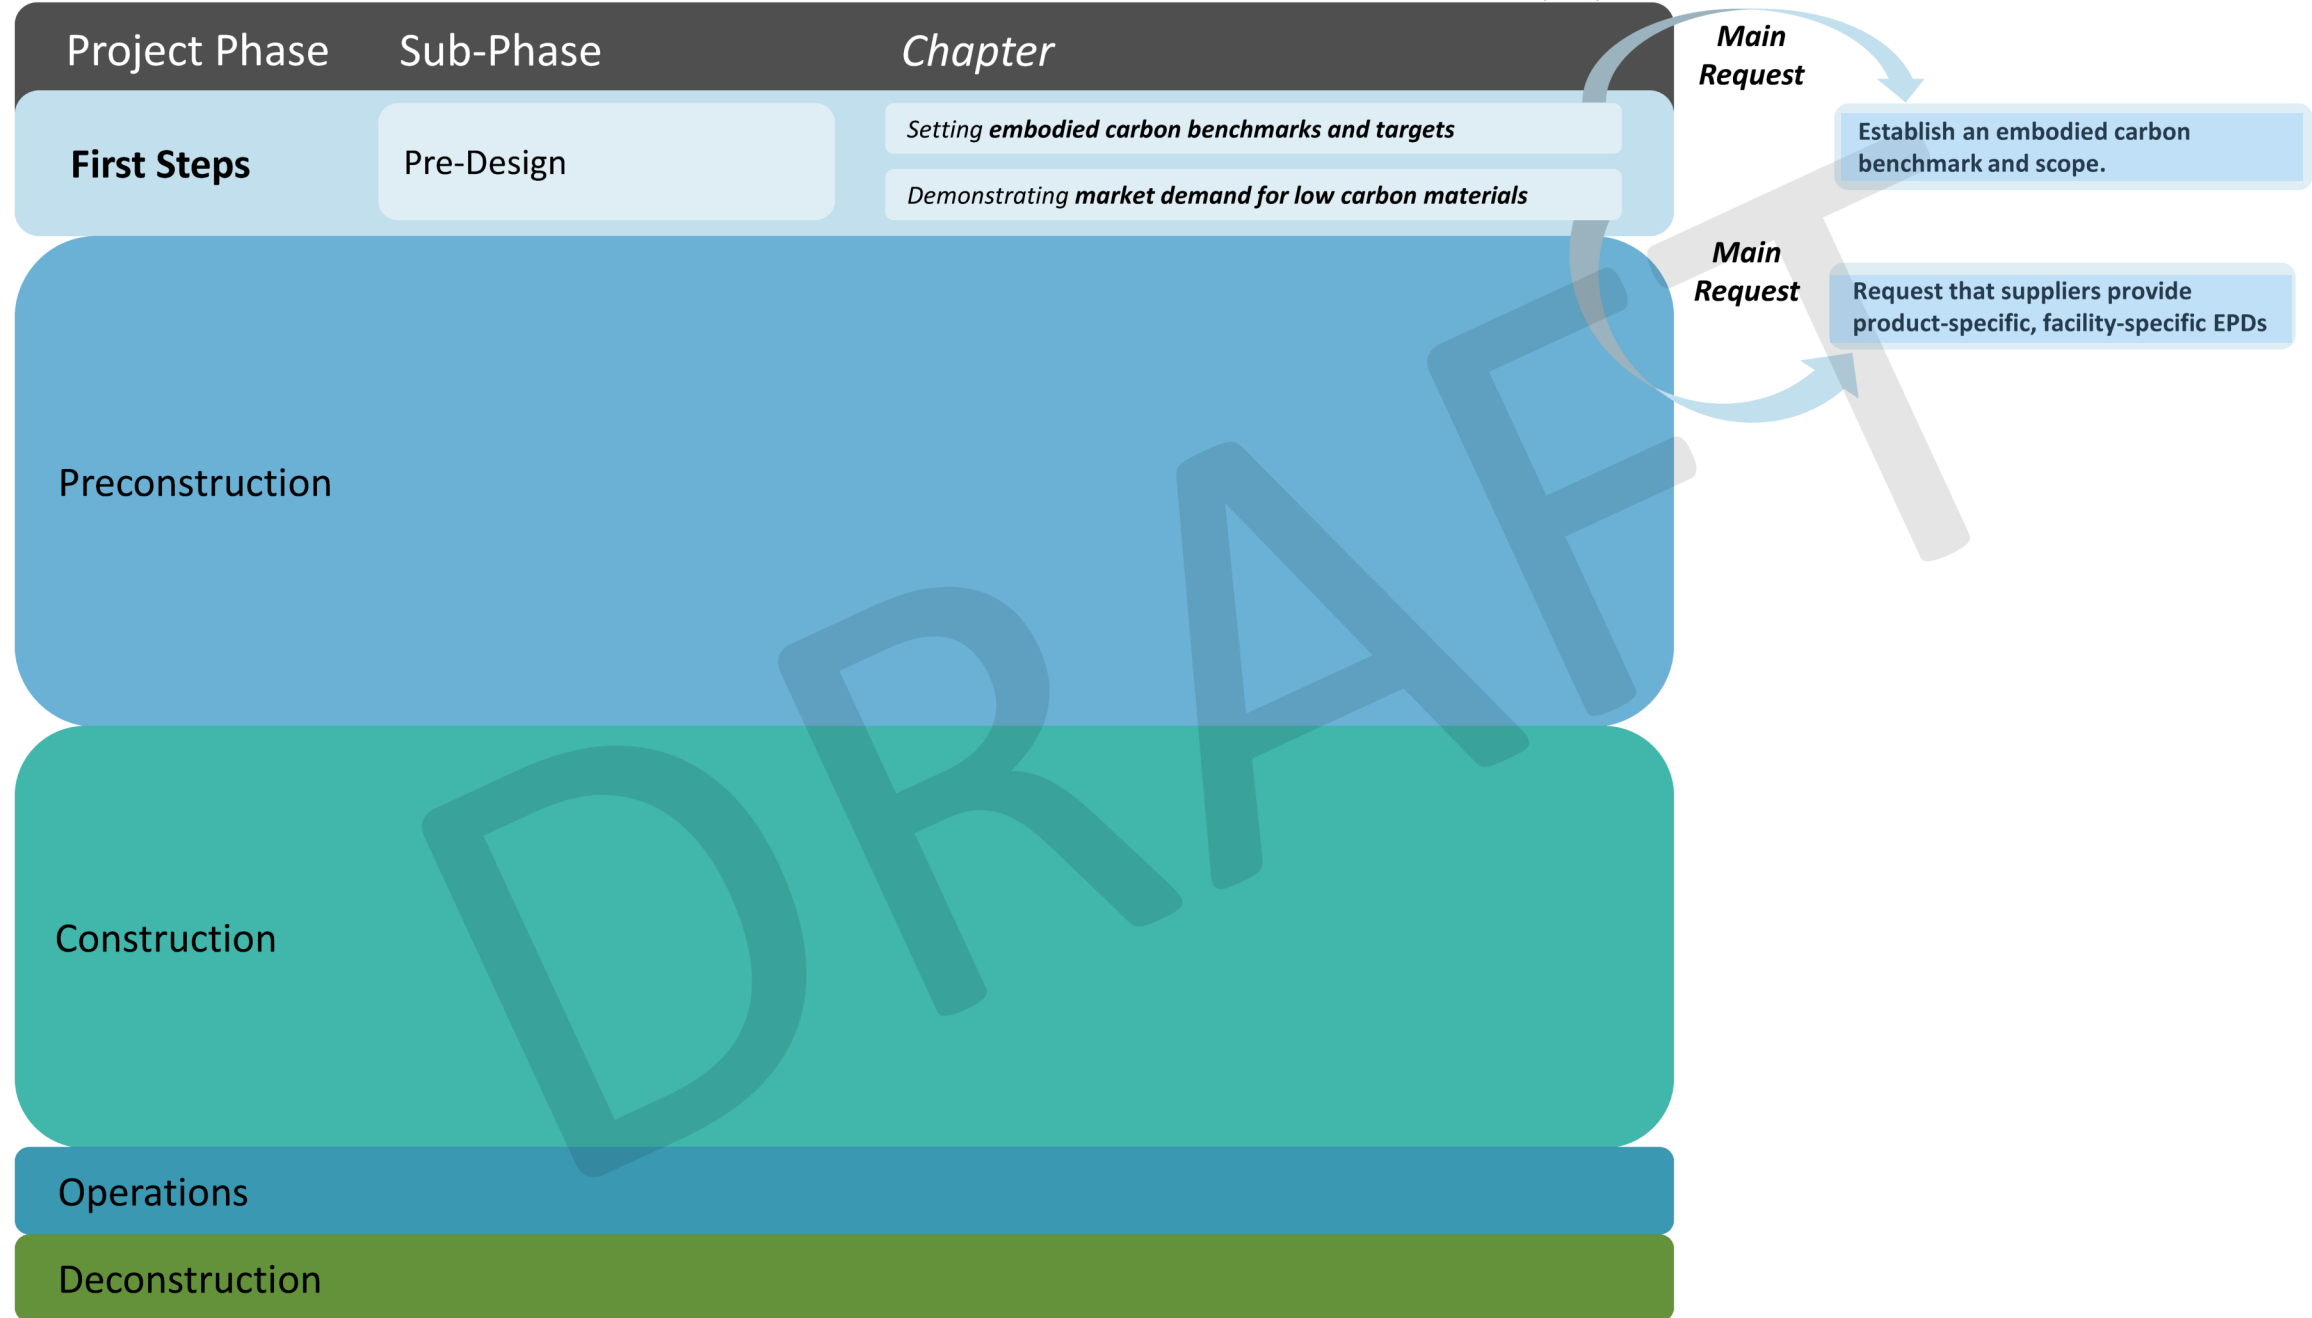 Project Phase Sub-Phase Chapter
Main
Request
First Steps
Pre-Design
Setting embodied carbon benchmarks and targets
Demonstrating market demand for low carbon materials
Establish an embodied carbon
benchmark and scope.
Main
Request
Request that suppliers provide
product-specific, facility-specific EPDs
Preconstruction
Construction
Operations
Deconstruction
DRAFT